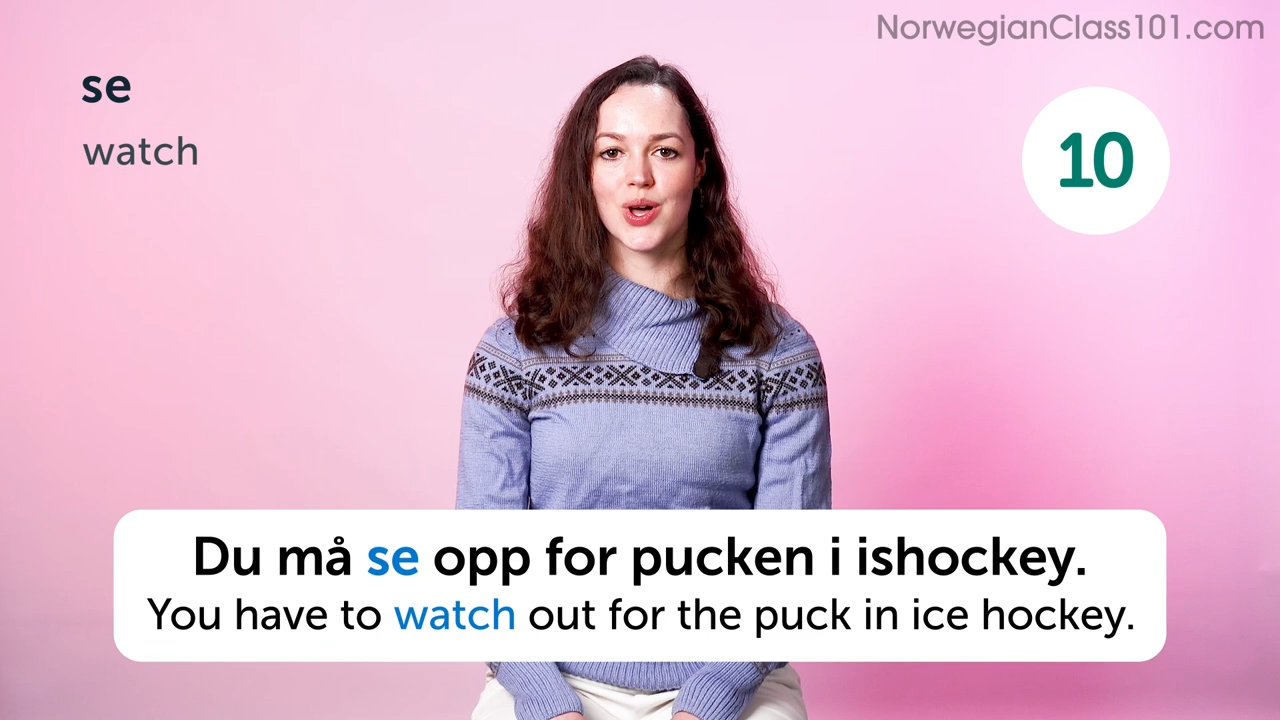 NorwegianClass101.com
se
watch
10
Du må se opp for pucken i ishockey.
You have to watch out for the puck in ice hockey.